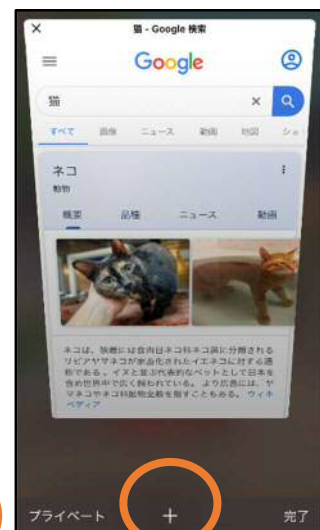 猫 - Google 検索
Google
猫
すべて 画像 ニュース 動画 地図 ショ
ネコ
動物
概要 品種 ニュース 動画
ネコは、狭義には食肉目ネコ科ネコ属に分類される
リビアヤマネコが家畜化されたイエネコに対する通
称である。イヌと並ぶ代表的なペットとして日本を
含め世界中で広く飼われている。 より広義には、ヤ
マネコやネコ科動物全般を指すこともある。 ウィキ
ペディア
プライベート + 完了